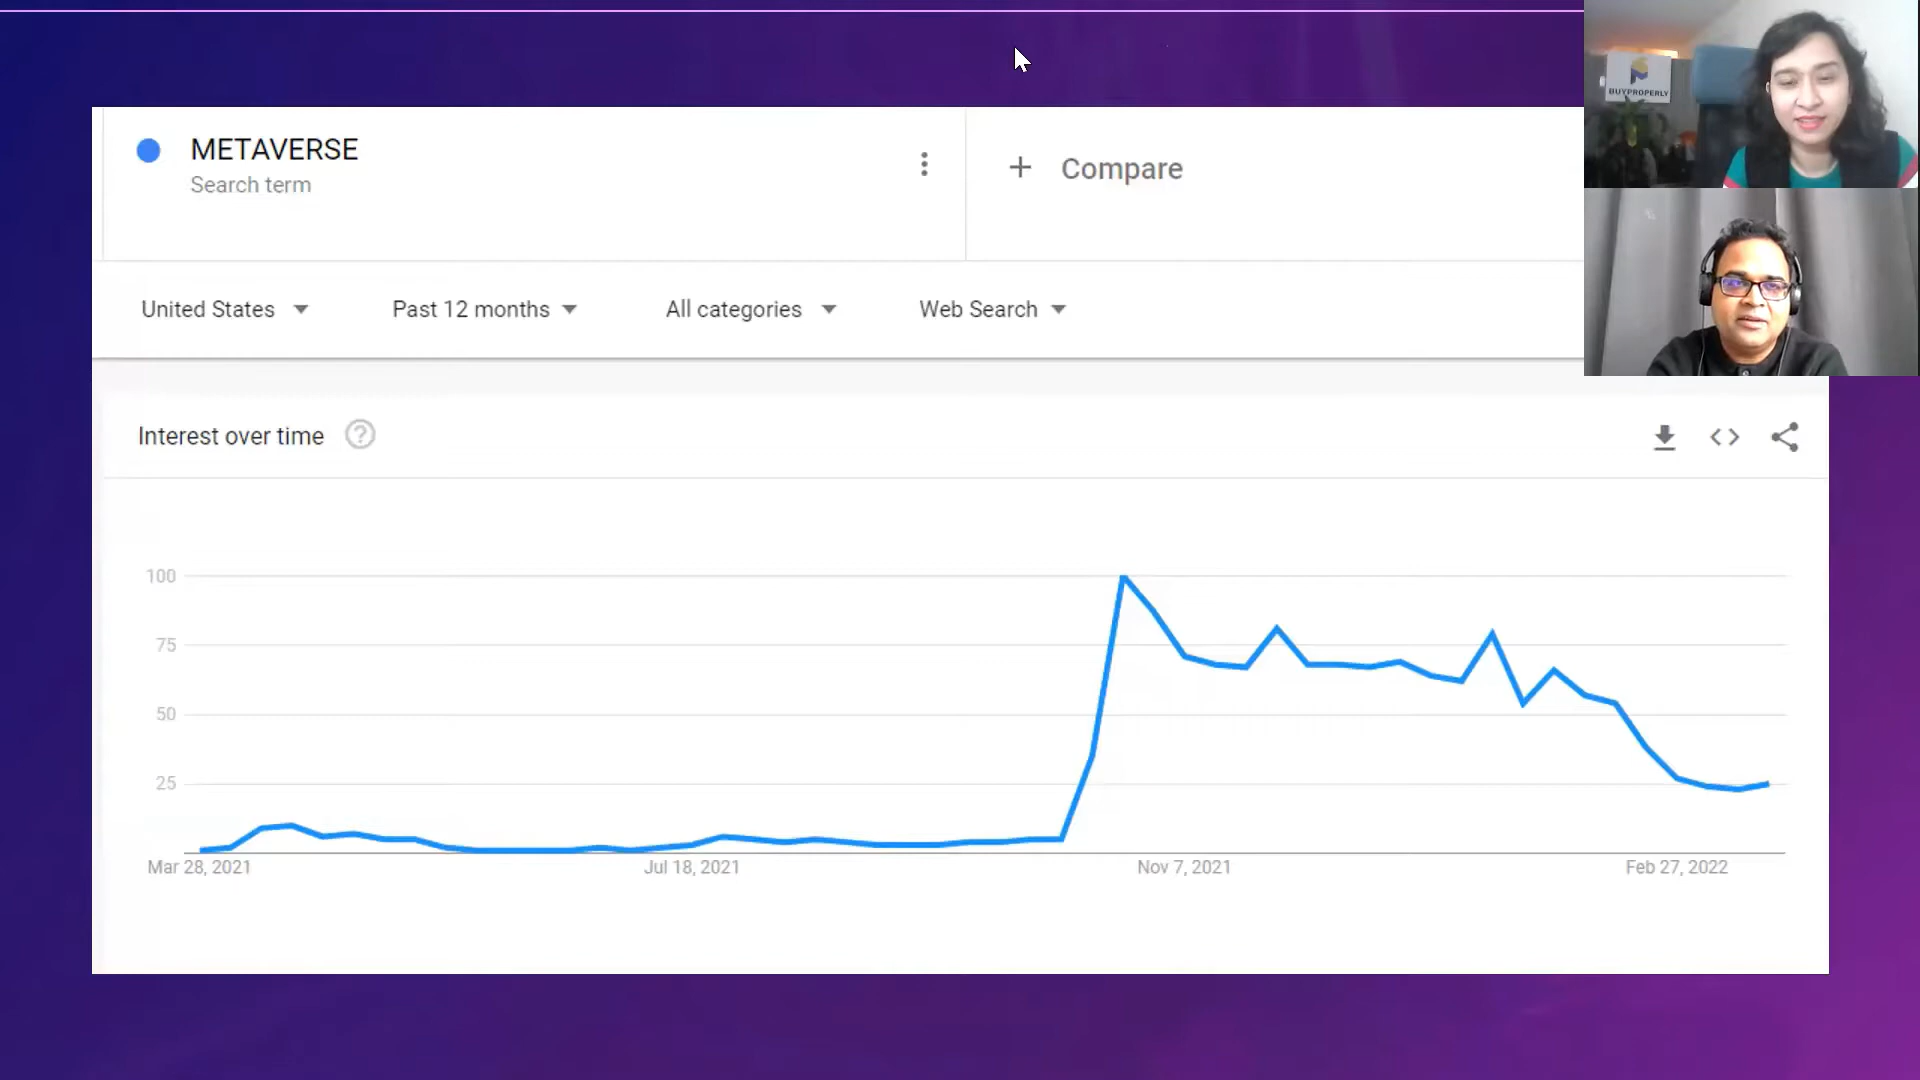 METAVERSE
Search term
+ Compare
BUYPROPERLY
United States
Past 12 months
All categories
Web Search
Interest over time
100
75
50
25
Mar 28, 2021
Jul 18, 2021
Nov 7, 2021
Feb 27, 2022